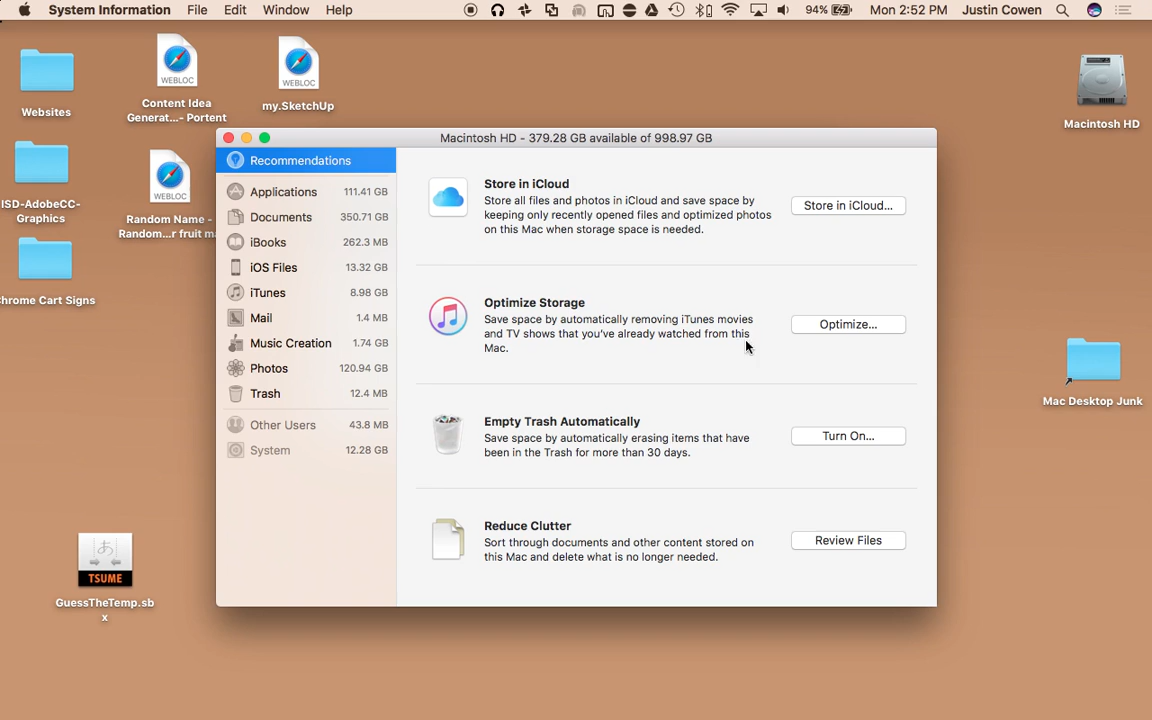 System Information File Edit Window Help 94% Mon 2:52 PM Justin Cowen
Websites
WEBLOC
Content Idea
Generat...- Portent
WEBLOC
my.SketchUp
Macintosh HD
ISD-AdobeCC-
Graphics
WEBLOC
Random Name -
Random...r fruit m
hrome Cart Signs
あ
TSUME
GuessTheTemp.sb
x
Mac Desktop Junk
Macintosh HD - 379.28 GB available of 998.97 GB
Recommendations
Applications 111.41 GB
Documents 350.71 GB
iBooks 262.3 MB
iOS Files 13.32 GB
iTunes 8.98 GB
Mail 1.4 MB
Music Creation 1.74 GB
Photos 120.94 GB
Trash 12.4 MB
Other Users 43.8 MB
System 12.28 GB
Store in iCloud
Store all files and photos in iCloud and save space by
keeping only recently opened files and optimized photos
on this Mac when storage space is needed.
Store in iCloud...
Optimize Storage
Save space by automatically removing iTunes movies
and TV shows that you've already watched from this
Mac.
Optimize...
Empty Trash Automatically
Save space by automatically erasing items that have
been in the Trash for more than 30 days.
Turn On...
Reduce Clutter
Sort through documents and other content stored on
this Mac and delete what is no longer needed.
Review Files